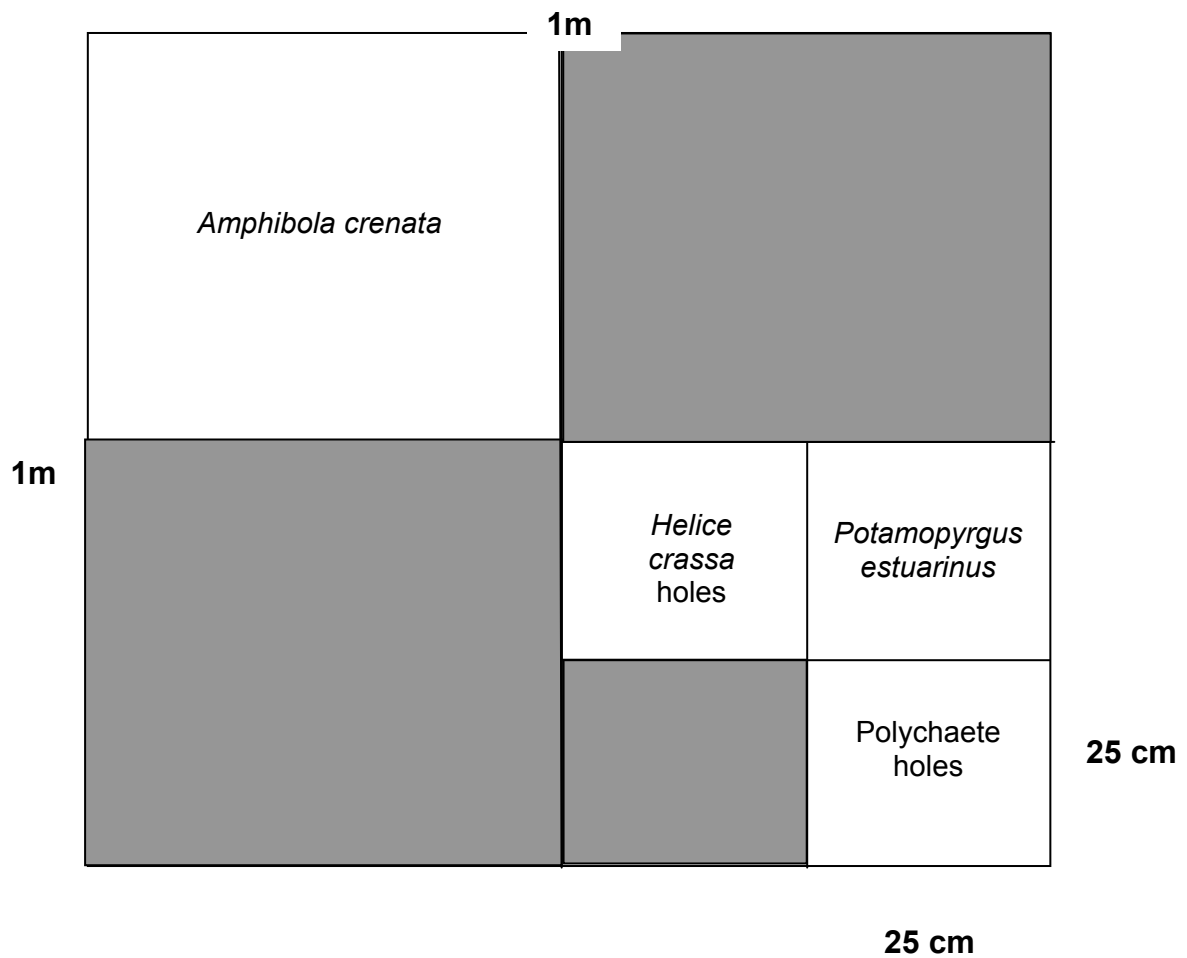 1m
Amphibola crenata
1m
Helice
crassa
holes
Potamopyrgus
estuarinus
Polychaete
holes
25 cm
25 cm